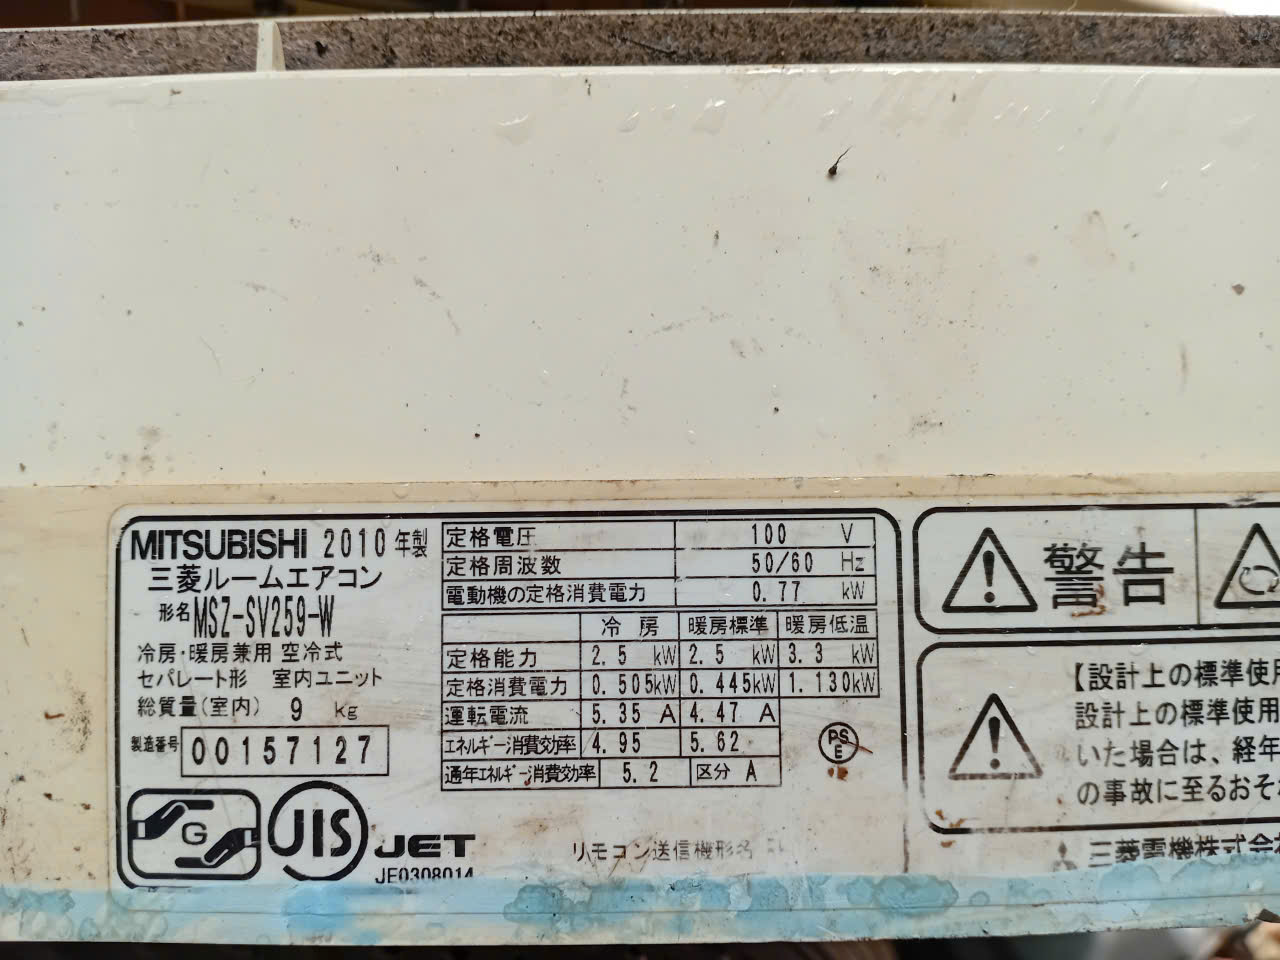 MITSUBISHI 2010 年製
三菱ルームエアコン
形名 MSZ-SV259-W
冷房・暖房兼用 空冷式
セパレート形 室内ユニット
総質量(室内) 9 kg
製造番号 00157127
G
JIS
JET
JE0308014
定格電圧 100 V
定格周波数 50/60 Hz
電動機の定格消費電力 0.77 kW
冷房 暖房標準 暖房低温
定格能力 2.5 kW 2.5 kW 3.3 kW
定格消費電力 0.505kW 0.445kW 1.130kW
運転電流 5.35 A 4.47 A
エネルギー消費効率 4.95 5.62
通年エネルギー消費効率 5.2 区分 A
PS
E
リモコン送信機形名
警告
【設計上の標準使用
設計上の標準使用
いた場合は、経年
の事故に至るおそ
三菱電機株式会